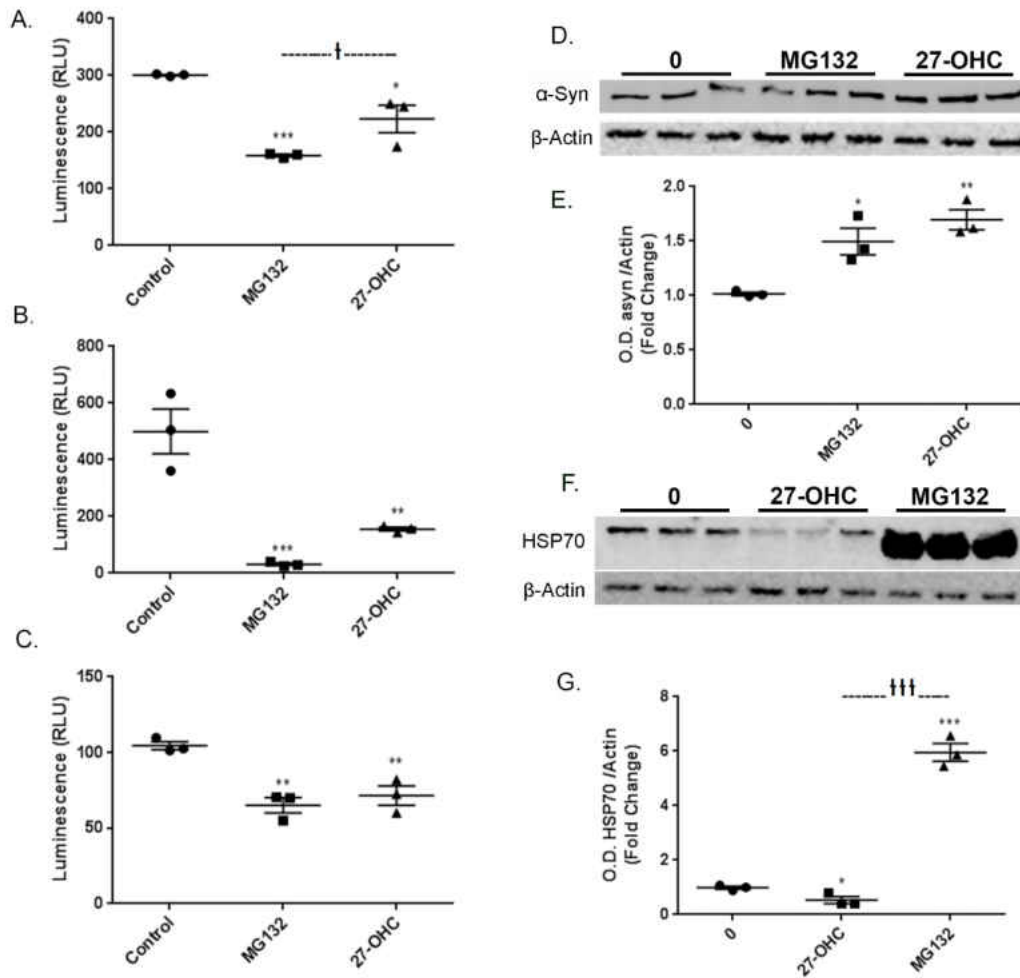 A.
Luminescence (RLU)
400
300
200
100
0
ϯ
***
*
Control
MG132
27-OHC
B.
Luminescence (RLU)
800
600
400
200
0
***
**
Control
MG132
27-OHC
C.
Luminescence (RLU)
150
100
50
0
**
**
Control
MG132
27-OHC
D.
0 MG132 27-OHC
α-Syn
β-Actin
E.
O.D. asyn /Actin
(Fold Change)
2.0
1.5
1.0
0.5
0.0
*
**
0
MG132
27-OHC
F.
0 27-OHC MG132
HSP70
β-Actin
G.
O.D. HSP70 /Actin
(Fold Change)
8
6
4
2
0
ϯϯϯ
*
***
0
27-OHC
MG132